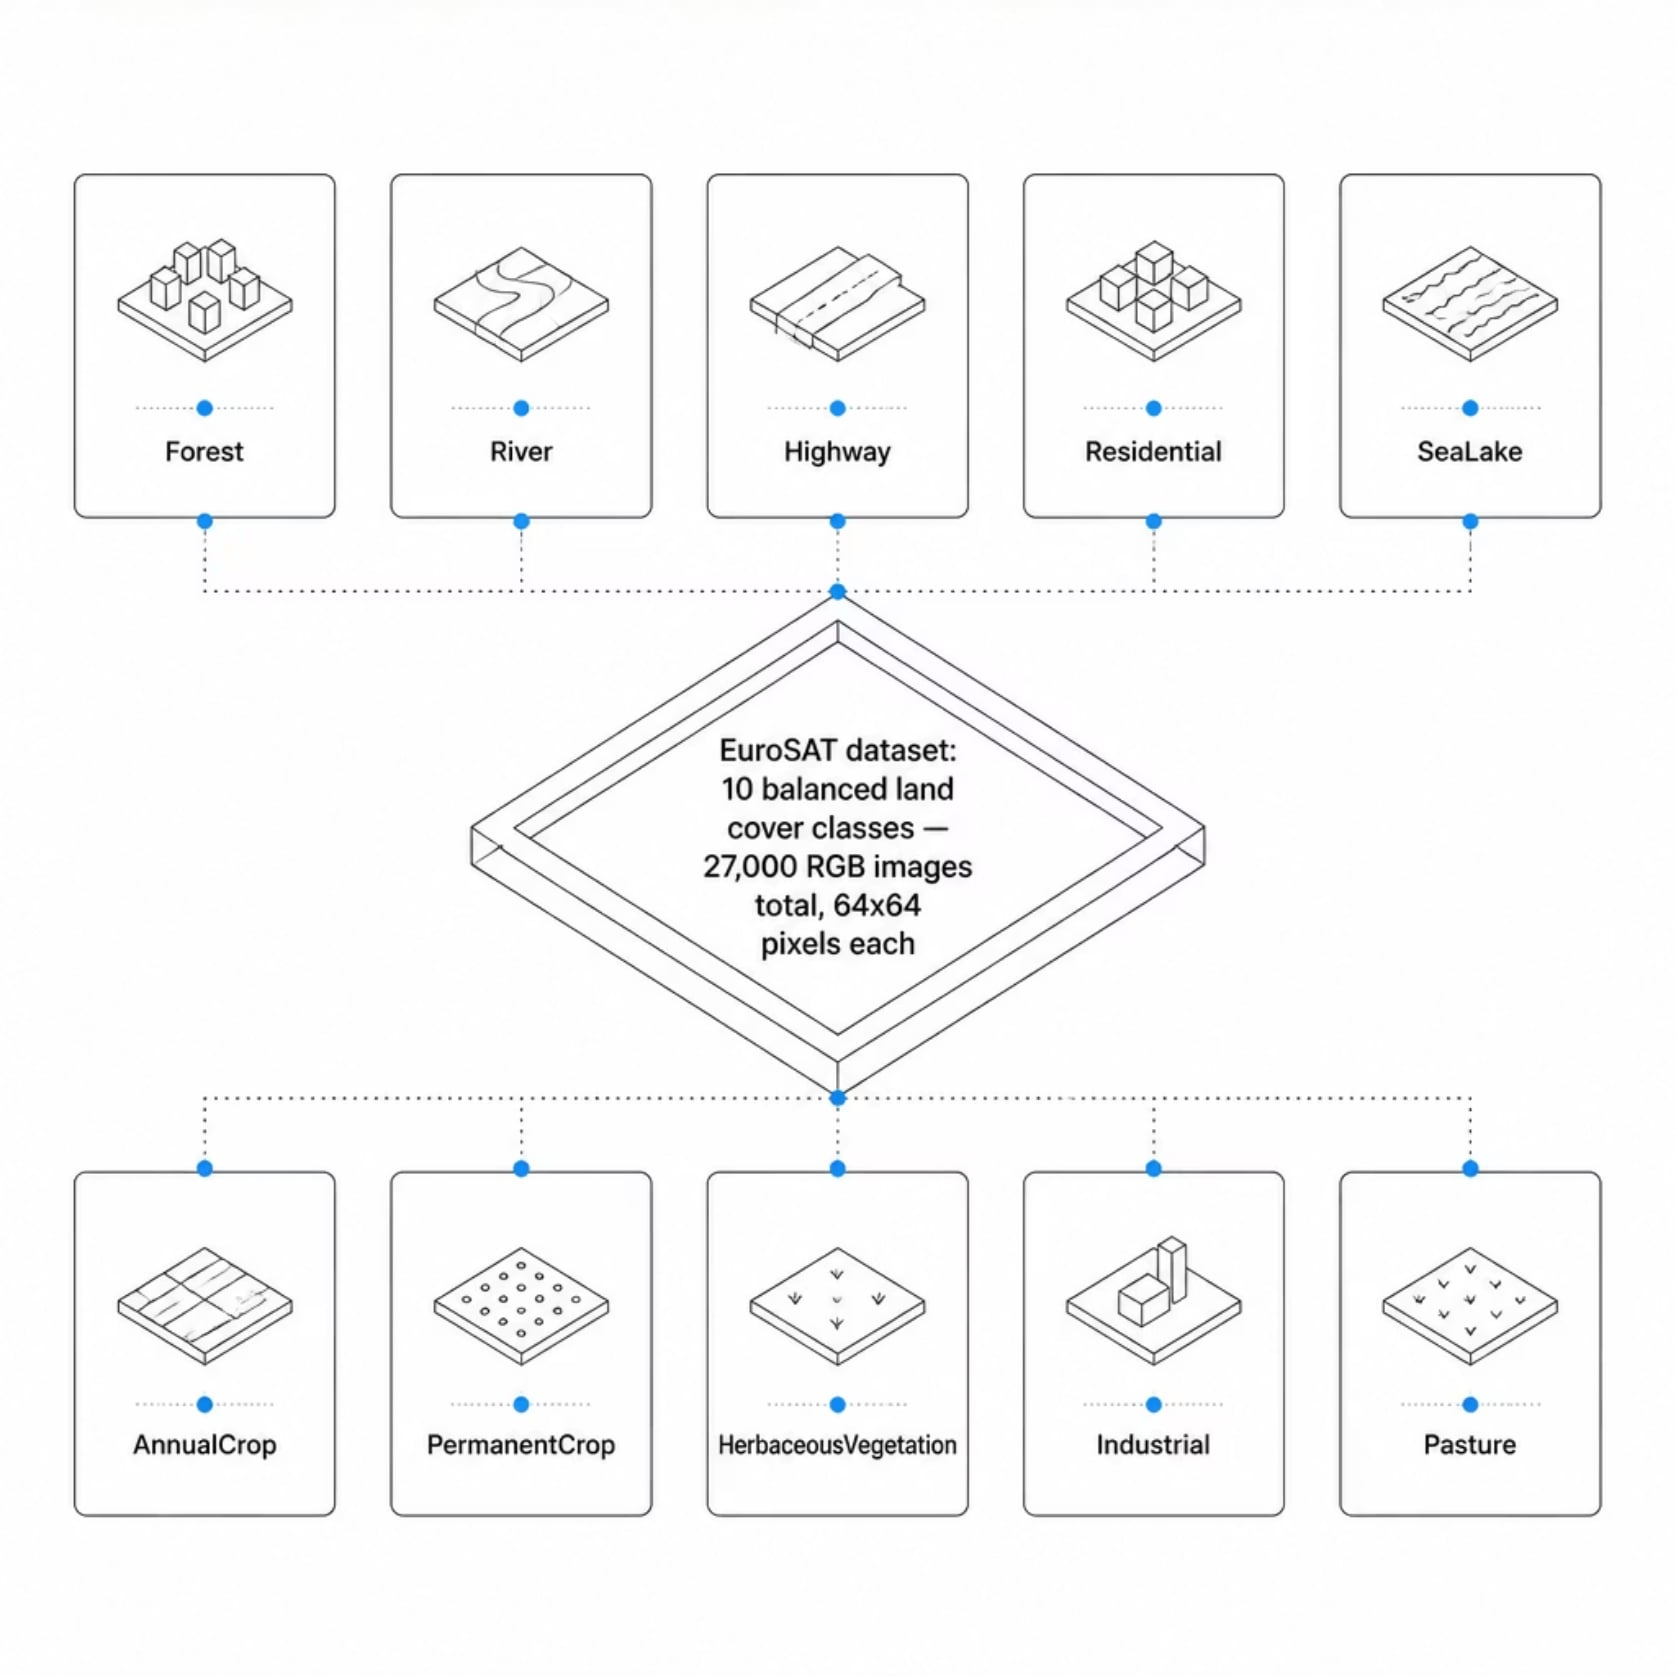 Forest
River
Highway
Residential
SeaLake
EuroSAT dataset:
10 balanced land
cover classes —
27,000 RGB images
total, 64x64
pixels each
AnnualCrop
PermanentCrop
HerbaceousVegetation
Industrial
Pasture